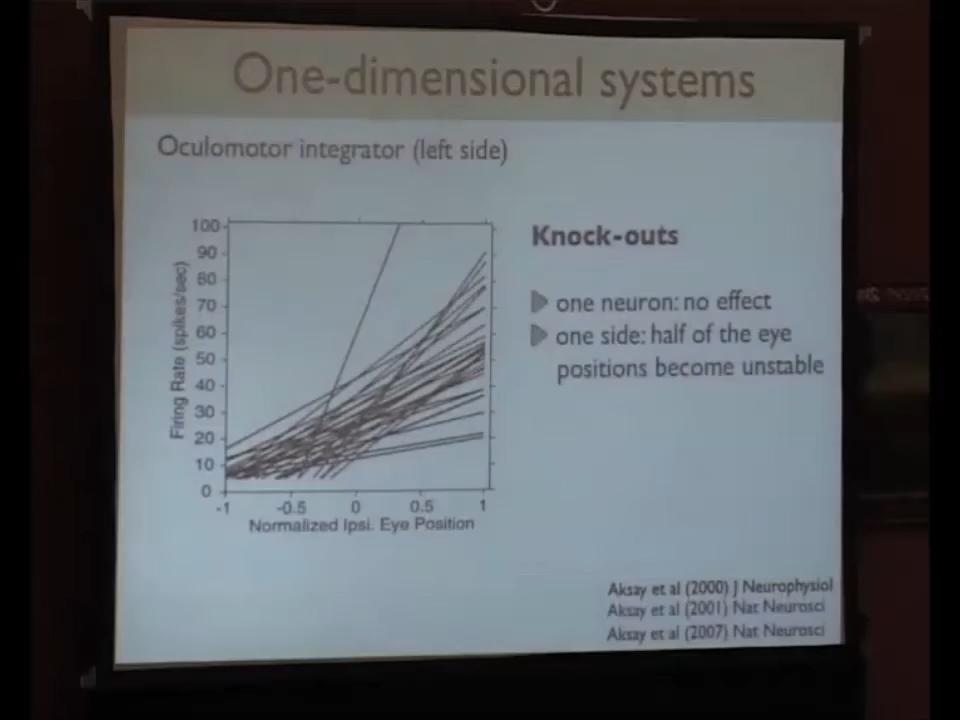 One-dimensional systems
Oculomotor integrator (left side)
100
90
80
70
60
50
40
30
20
10
0
-1
-0.5
0
0.5
1
Firing Rate (spikes/sec)
Normalized Ipsi. Eye Position
Knock-outs
one neuron: no effect
one side: half of the eye
positions become unstable
Aksay et al (2000) J Neurophysiol
Aksay et al (2001) Nat Neurosci
Aksay et al (2007) Nat Neurosci